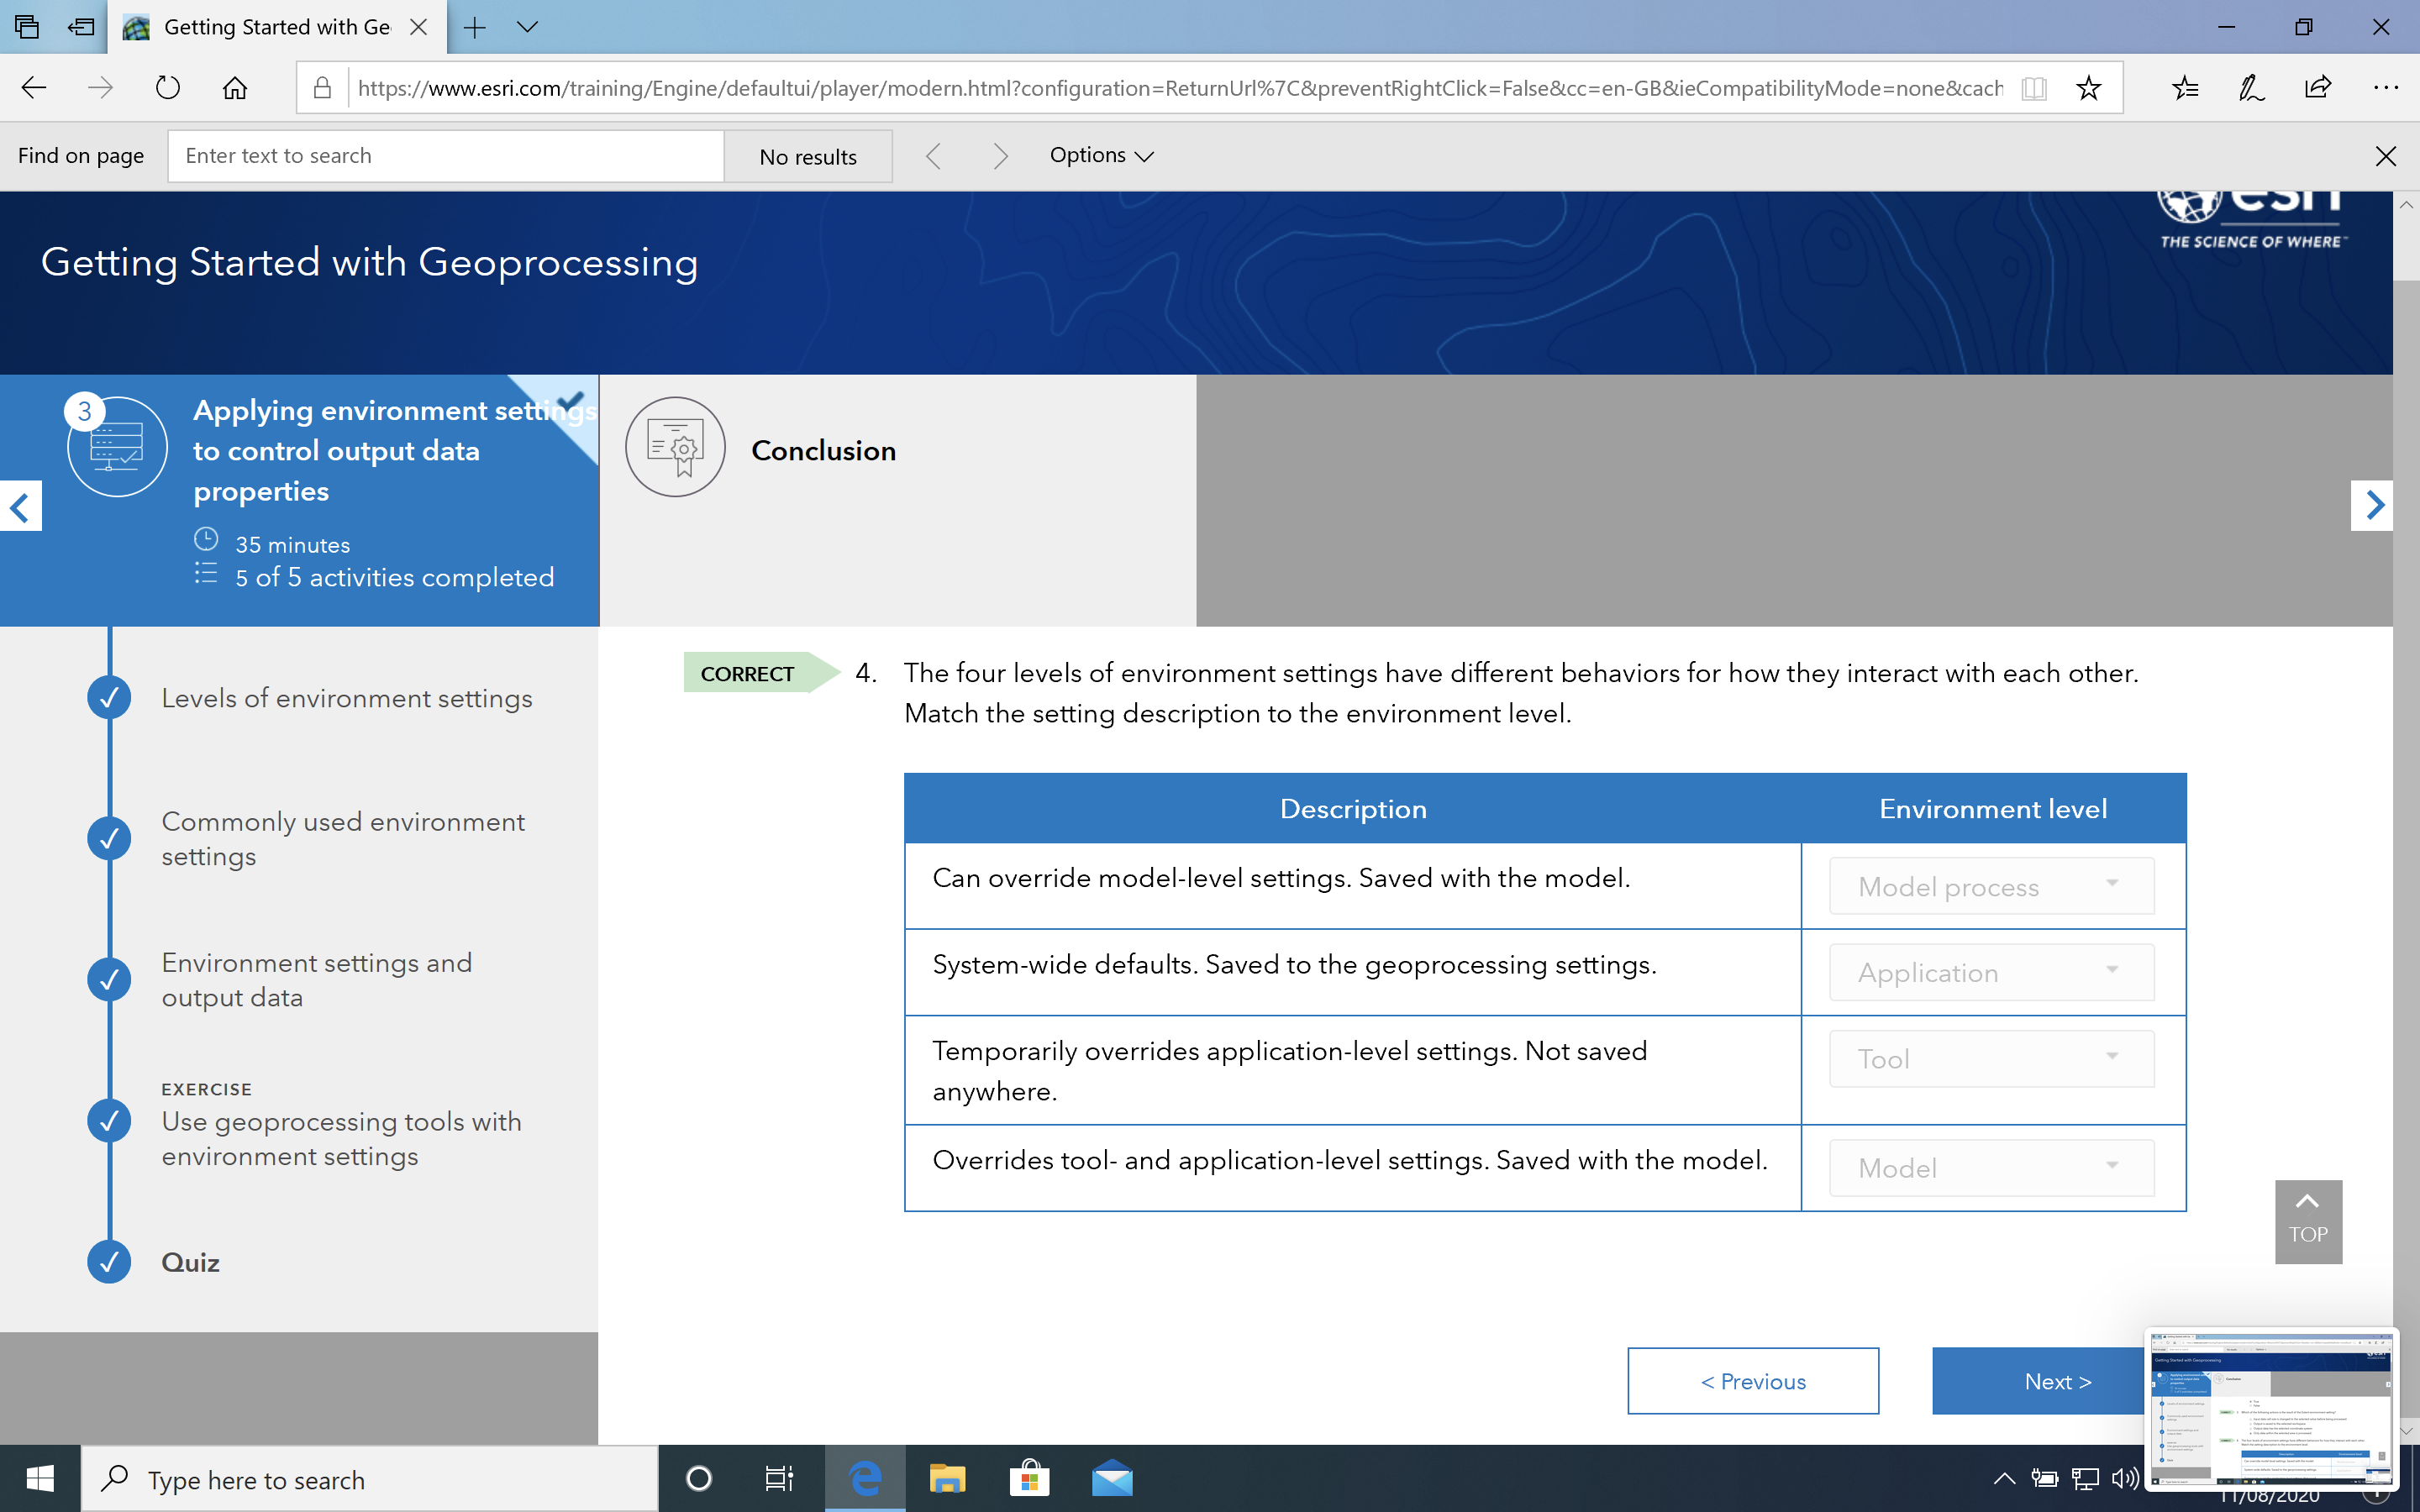 Getting Started with Ge
https://www.esri.com/training/Engine/defaultui/player/modern.html?configuration=ReturnUrl%7C&preventRightClick=False&cc=en-GB&ieCompatibilityMode=none&cach
Find on page
Enter text to search
No results
Options
esri
THE SCIENCE OF WHERE™
Getting Started with Geoprocessing
3
Applying environment settings
to control output data
properties
35 minutes
5 of 5 activities completed
Conclusion
Levels of environment settings
Commonly used environment
settings
Environment settings and
output data
EXERCISE
Use geoprocessing tools with
environment settings
Quiz
CORRECT
4. The four levels of environment settings have different behaviors for how they interact with each other.
Match the setting description to the environment level.
Description Environment level
Can override model-level settings. Saved with the model. Model process
System-wide defaults. Saved to the geoprocessing settings. Application
Temporarily overrides application-level settings. Not saved
anywhere.
Tool
Overrides tool- and application-level settings. Saved with the model. Model
TOP
< Previous
Next >
Type here to search
11/08/2020